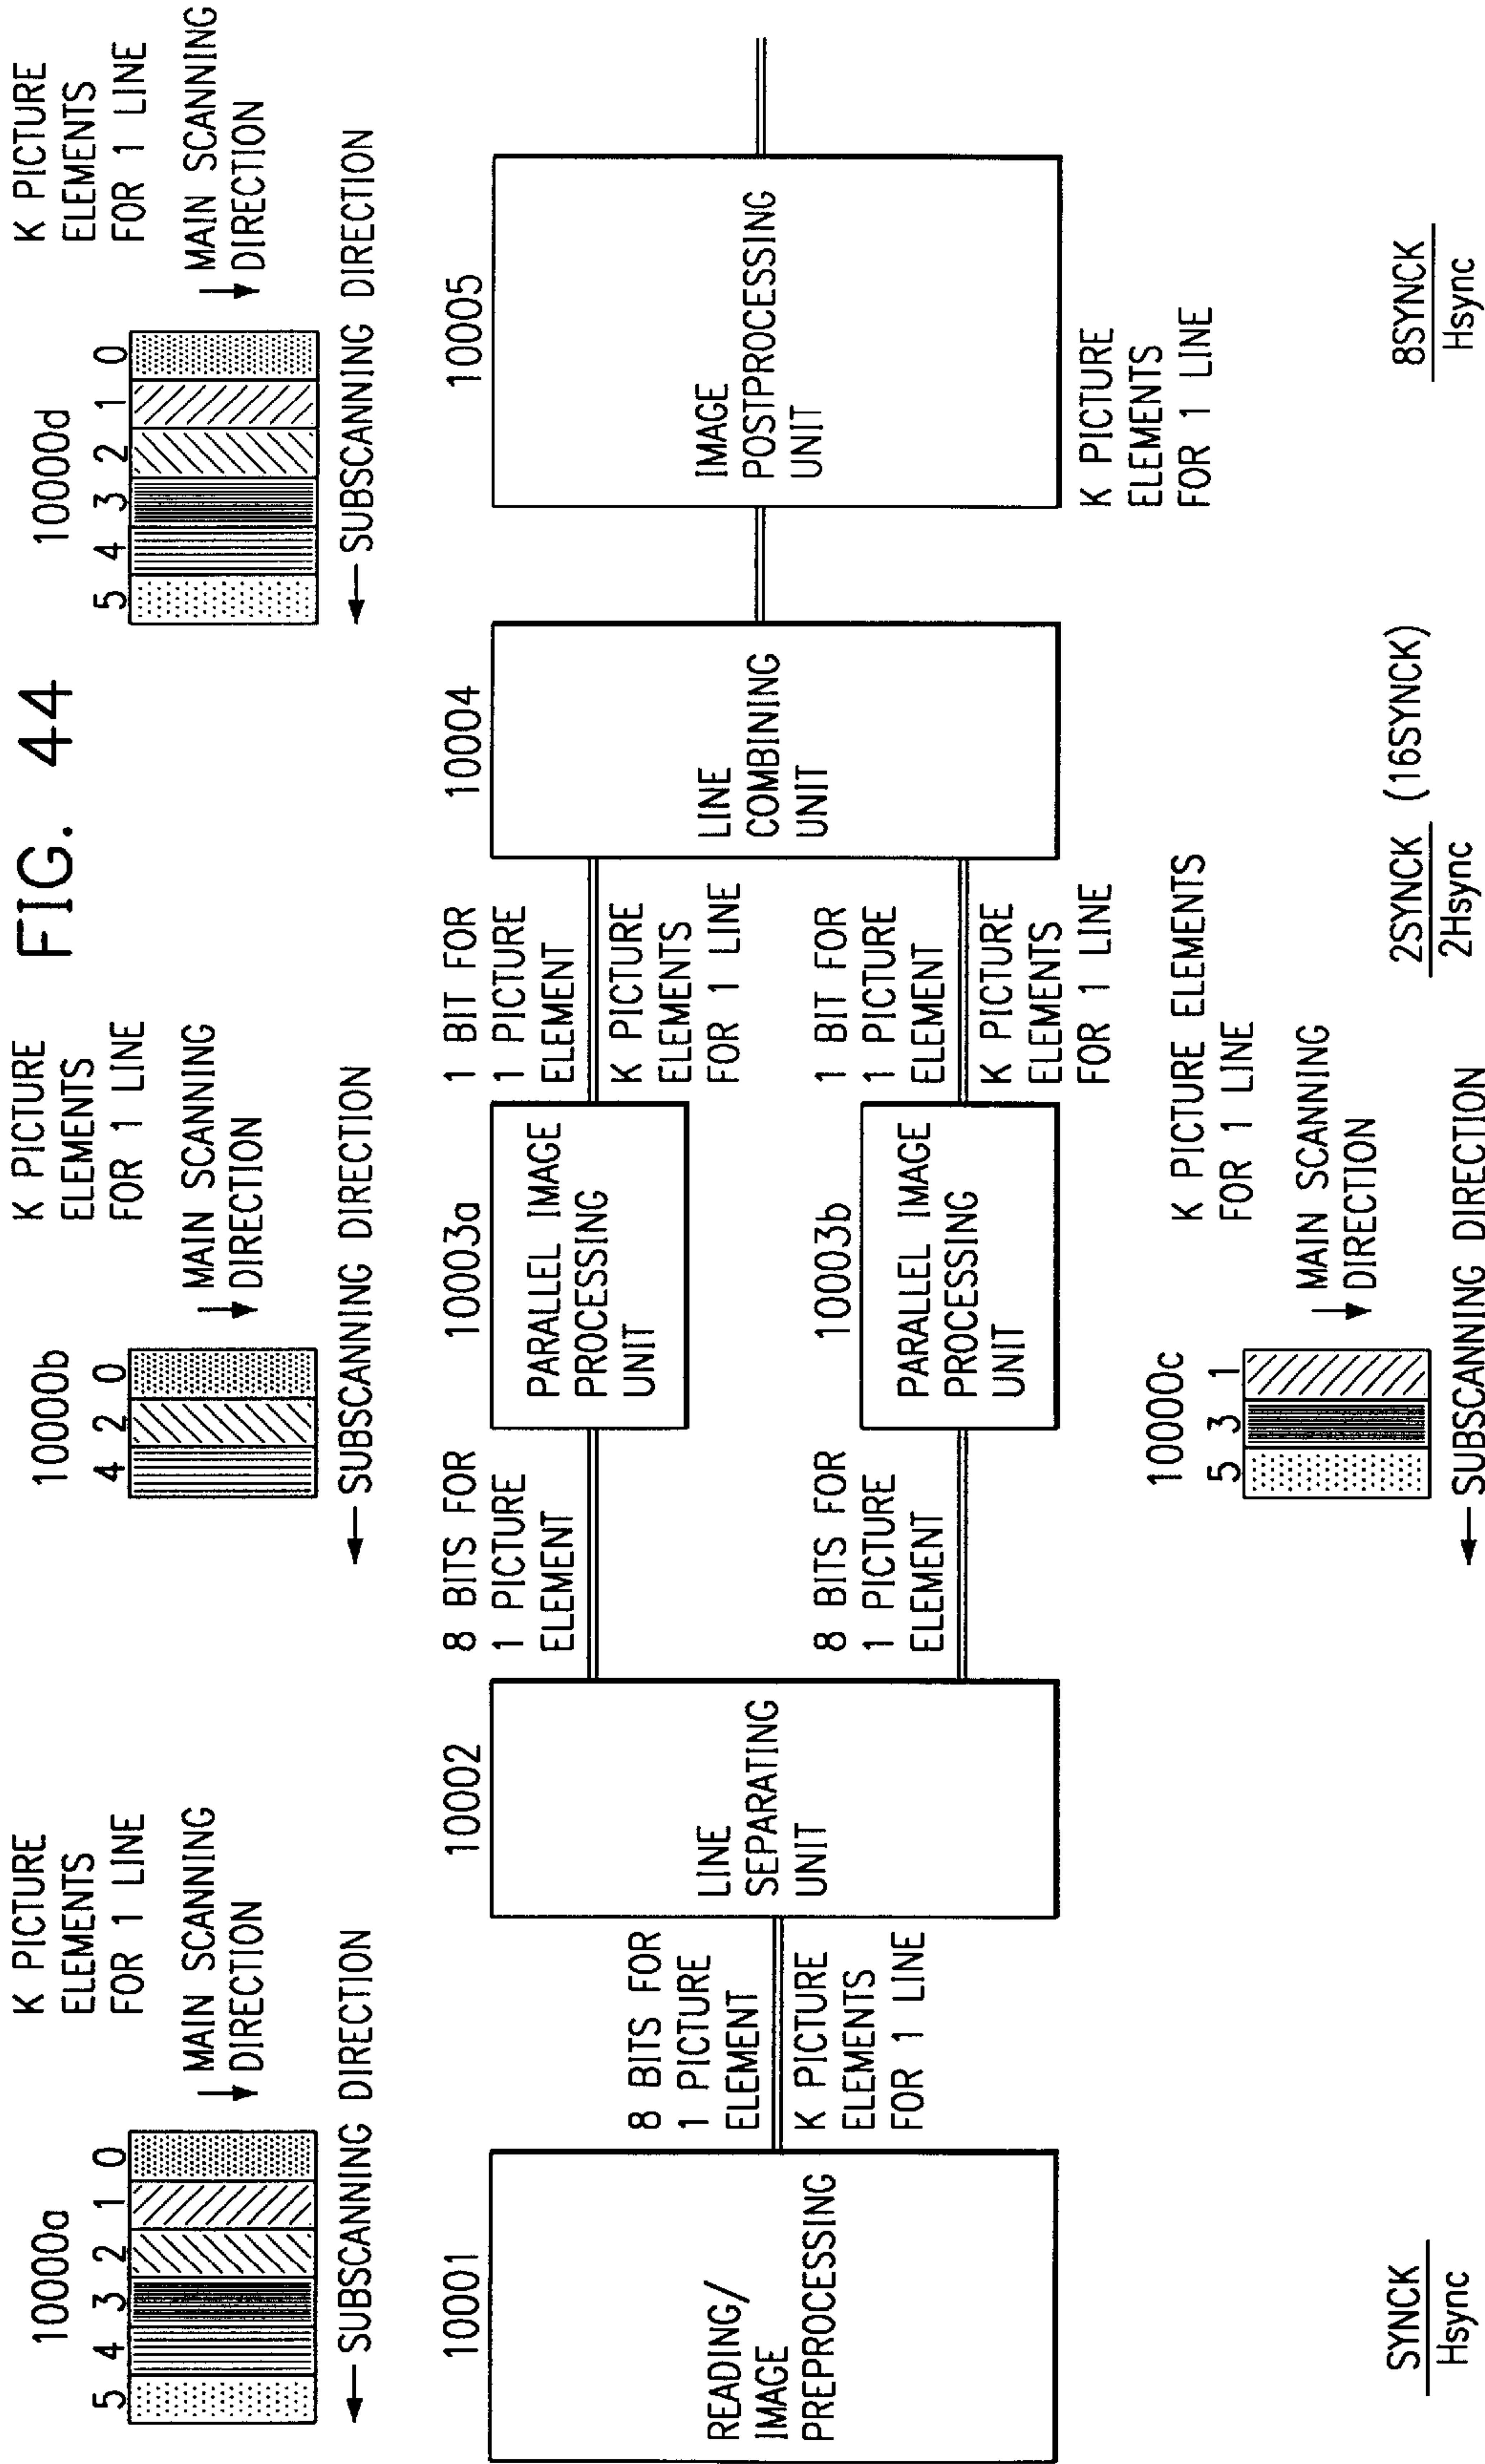 FIG. 44
10000a
5 4 3 2 1 0
K PICTURE
ELEMENTS
FOR 1 LINE
MAIN SCANNING
DIRECTION
SUBSCANNING DIRECTION
10000b
4 2 0
K PICTURE
ELEMENTS
FOR 1 LINE
MAIN SCANNING
DIRECTION
SUBSCANNING DIRECTION
10000d
5 4 3 2 1 0
K PICTURE
ELEMENTS
FOR 1 LINE
MAIN SCANNING
DIRECTION
SUBSCANNING DIRECTION
10001
READING/
IMAGE
PREPROCESSING
8 BITS FOR
1 PICTURE
ELEMENT
K PICTURE
ELEMENTS
FOR 1 LINE
10002
LINE
SEPARATING
UNIT
8 BITS FOR
1 PICTURE
ELEMENT
8 BITS FOR
1 PICTURE
ELEMENT
10003a
PARALLEL IMAGE
PROCESSING
UNIT
10003b
PARALLEL IMAGE
PROCESSING
UNIT
1 BIT FOR
1 PICTURE
ELEMENT
K PICTURE
ELEMENTS
FOR 1 LINE
1 BIT FOR
1 PICTURE
ELEMENT
K PICTURE
ELEMENTS
FOR 1 LINE
10004
LINE
COMBINING
UNIT
10005
IMAGE
POSTPROCESSING
UNIT
K PICTURE
ELEMENTS
FOR 1 LINE
10000c
5 3 1
K PICTURE ELEMENTS
FOR 1 LINE
MAIN SCANNING
DIRECTION
SUBSCANNING DIRECTION
SYNCK
Hsync
2SYNCK (16SYNCK)
2Hsync
8SYNCK
Hsync